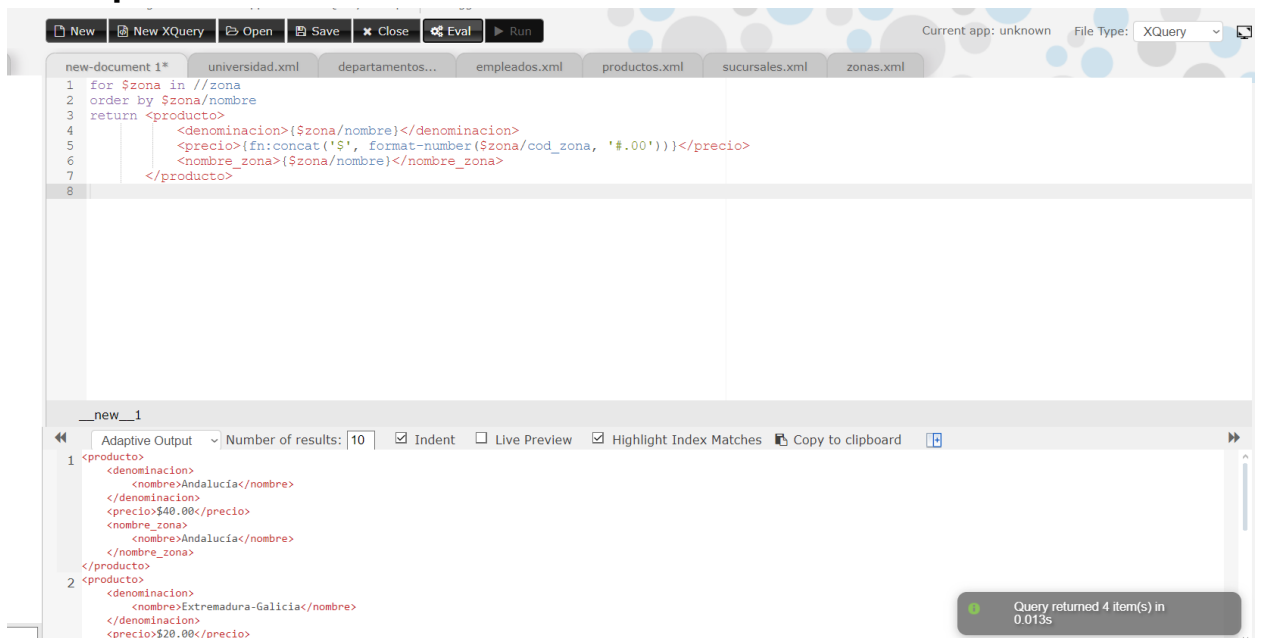 New New XQuery Open Save Close Eval Run Current app: unknown File Type: XQuery
new-document 1* universidad.xml departamentos... empleados.xml productos.xml sucursales.xml zonas.xml
1 for $zona in //zona
2 order by $zona/nombre
3 return <producto>
4 <denominacion>{$zona/nombre}</denominacion>
5 <precio>{fn:concat('$', format-number($zona/cod_zona, '#.00'))}</precio>
6 <nombre_zona>{$zona/nombre}</nombre_zona>
7 </producto>
8
__new__1
Adaptive Output Number of results: 10 Indent Live Preview Highlight Index Matches Copy to clipboard
1 <producto>
<denominacion>
<nombre>Andalucía</nombre>
</denominacion>
<precio>$40.00</precio>
<nombre_zona>
<nombre>Andalucía</nombre>
</nombre_zona>
</producto>
2 <producto>
<denominacion>
<nombre>Extremadura-Galicia</nombre>
</denominacion>
<precio>$20.00</precio>
Query returned 4 item(s) in
0.013s